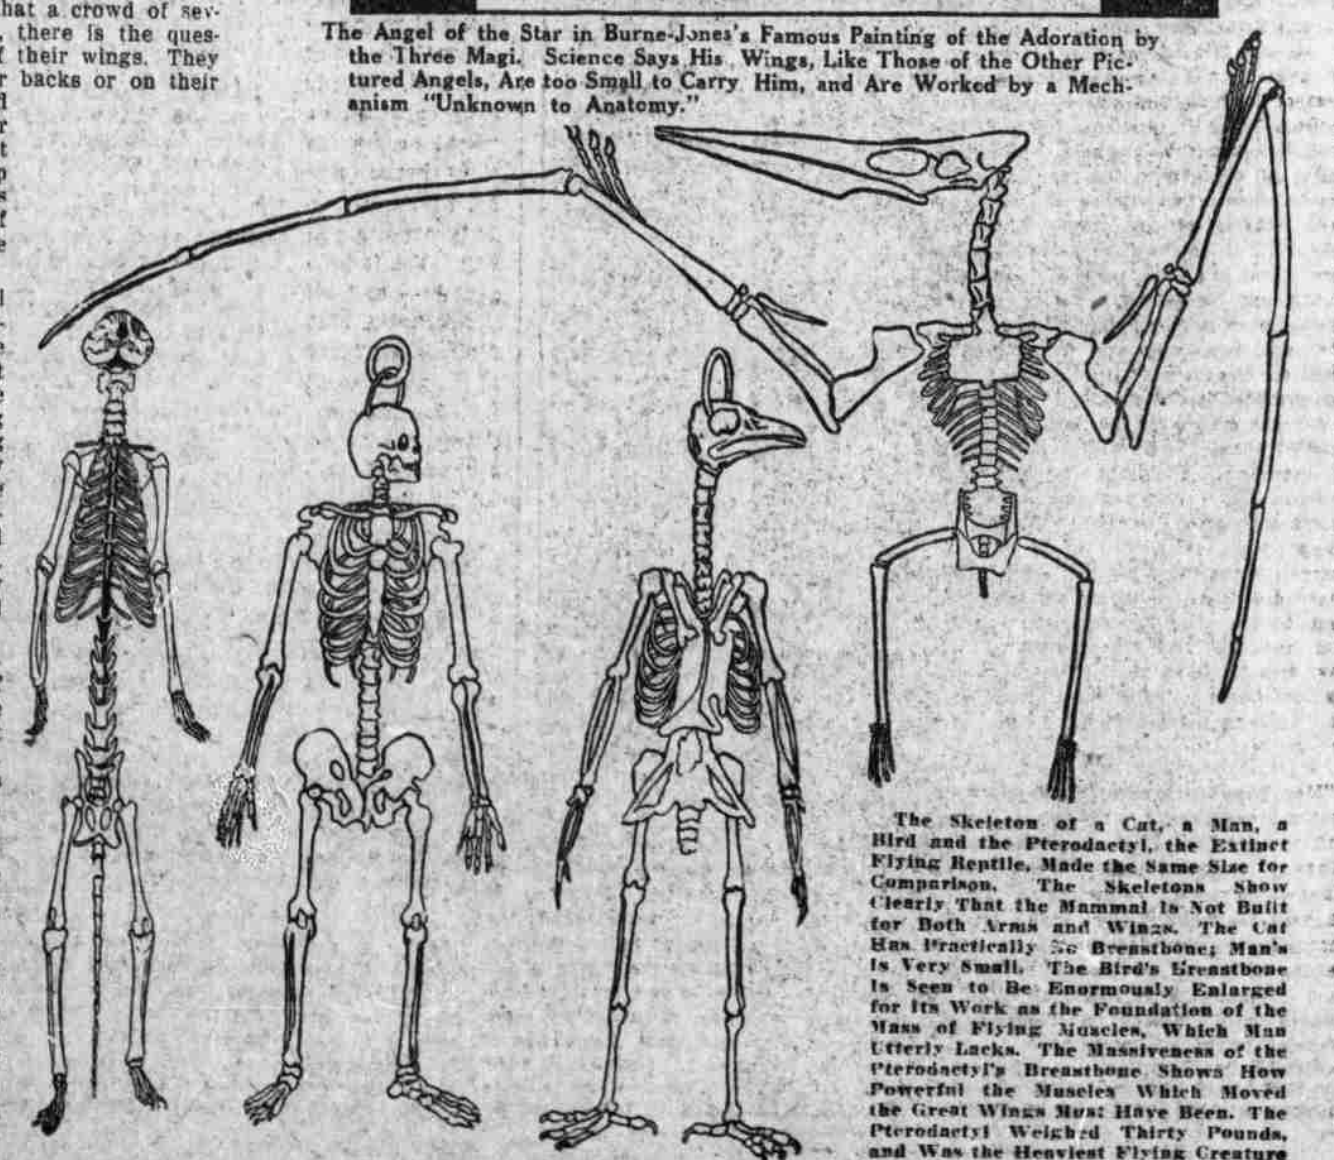 hat a crowd of sev-
, there is the ques-
f their wings. They
r backs or on their
The Angel of the Star in Burne-Jones's Famous Painting of the Adoration by
the Three Magi. Science Says His Wings, Like Those of the Other Pic-
tured Angels, Are too Small to Carry Him, and Are Worked by a Mech-
anism "Unknown to Anatomy."
The Skeleton of a Cat, a Man, a
Bird and the Pterodactyl, the Extinct
Flying Reptile, Made the Same Size for
Comparison. The Skeletons Show
Clearly That the Mammal Is Not Built
for Both Arms and Wings. The Cat
Has Practically No Breastbone; Man's
Is Very Small. The Bird's Breastbone
Is Seen to Be Enormously Enlarged
for Its Work as the Foundation of the
Mass of Flying Muscles, Which Man
Utterly Lacks. The Massiveness of the
Pterodactyl's Breastbone Shows How
Powerful the Muscles Which Moved
the Great Wings Must Have Been. The
Pterodactyl Weighed Thirty Pounds,
and Was the Heaviest Flying Creature